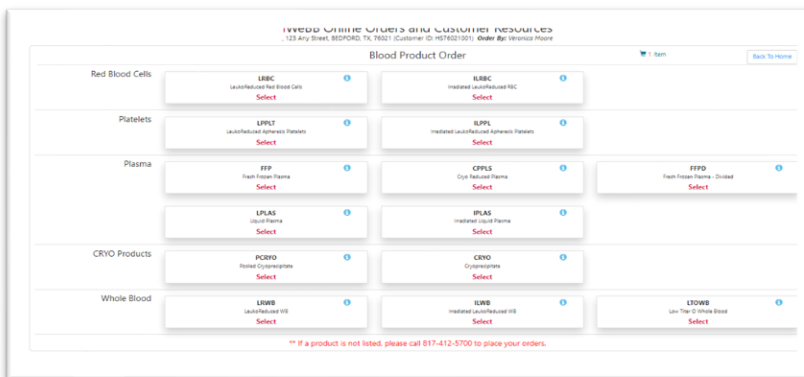 iWeBB Online Orders and Customer Resources
, 123 Any Street, BEDFORD, TX, 76021 (Customer ID: HS76021001) Order By: Veronica Moore
Blood Product Order
1 Item
Back To Home
Red Blood Cells
LRBC
LeukoReduced Red Blood Cells
Select
ILRBC
Irradiated LeukoReduced RBC
Select
Platelets
LPPLT
LeukoReduced Apheresis Platelets
Select
ILPPL
Irradiated LeukoReduced Apheresis Platelets
Select
Plasma
FFP
Fresh Frozen Plasma
Select
CPPLS
Cryo Reduced Plasma
Select
FFPD
Fresh Frozen Plasma - Divided
Select
LPLAS
Liquid Plasma
Select
IPLAS
Irradiated Liquid Plasma
Select
CRYO Products
PCRYO
Pooled Cryoprecipitate
Select
CRYO
Cryoprecipitate
Select
Whole Blood
LRWB
LeukoReduced WB
Select
ILWB
Irradiated LeukoReduced WB
Select
LTOWB
Low Titer O Whole Blood
Select
** If a product is not listed, please call 817-412-5700 to place your orders.